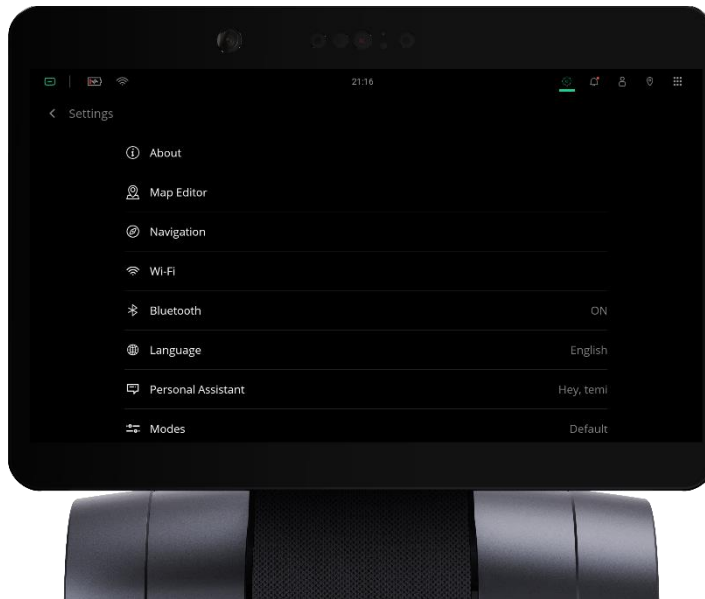 21:16
Settings
About
Map Editor
Navigation
Wi-Fi
Bluetooth ON
Language English
Personal Assistant Hey, temi
Modes Default